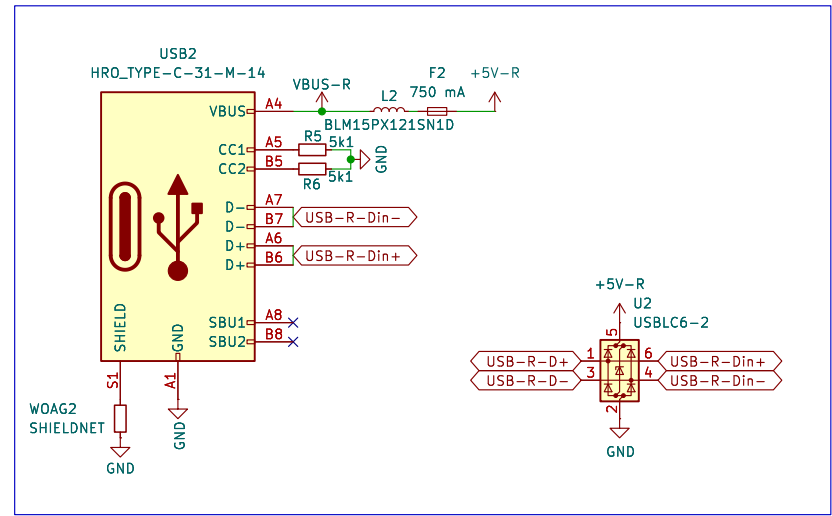 USB2
HRO_TYPE-C-31-M-14
VBUS-R
F2
750 mA
+5V-R
L2
BLM15PX121SN1D
VBUS
A4
CC1
A5
R5
5k1
GND
CC2
B5
R6
5k1
D-
A7
D-
B7
USB-R-Din-
D+
A6
D+
B6
USB-R-Din+
SBU1
A8
SBU2
B8
SHIELD
GND
S1
A1
WOAG2
SHIELDNET
GND
GND
+5V-R
U2
USBLC6-2
5
USB-R-D+
1
6
USB-R-Din+
USB-R-D-
3
4
USB-R-Din-
2
GND